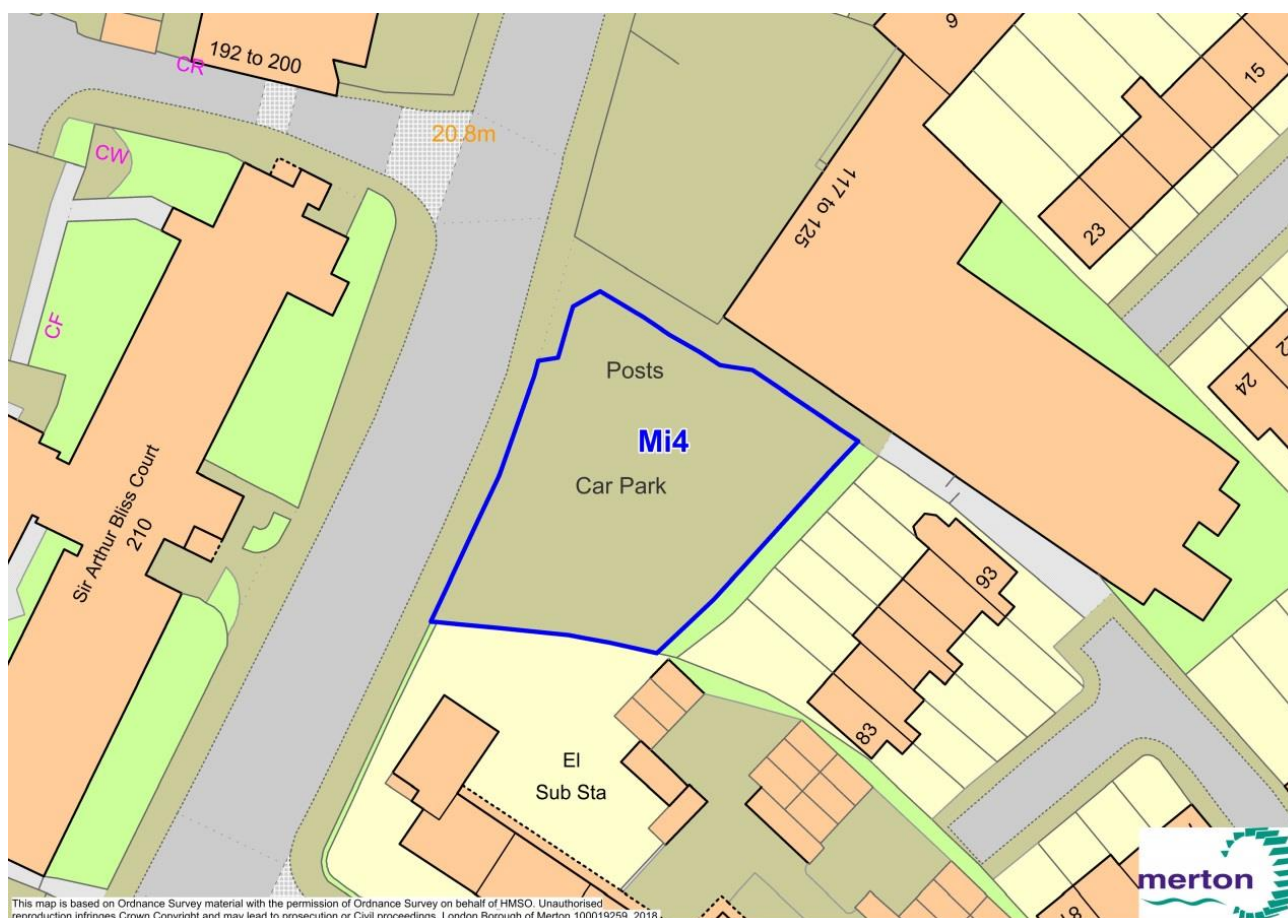 192 to 200
CR
9
15
20.8m
CW
117 to 125
23
CF
22
24
Posts
Mi4
Car Park
Sir Arthur Bliss Court
210
93
83
El
Sub Sta
81
merton
This map is based on Ordnance Survey material with the permission of Ordnance Survey on behalf of HMSO. Unauthorised
reproduction infringes Crown Copyright and may lead to prosecution or Civil proceedings. London Borough of Merton 100019259. 2018.